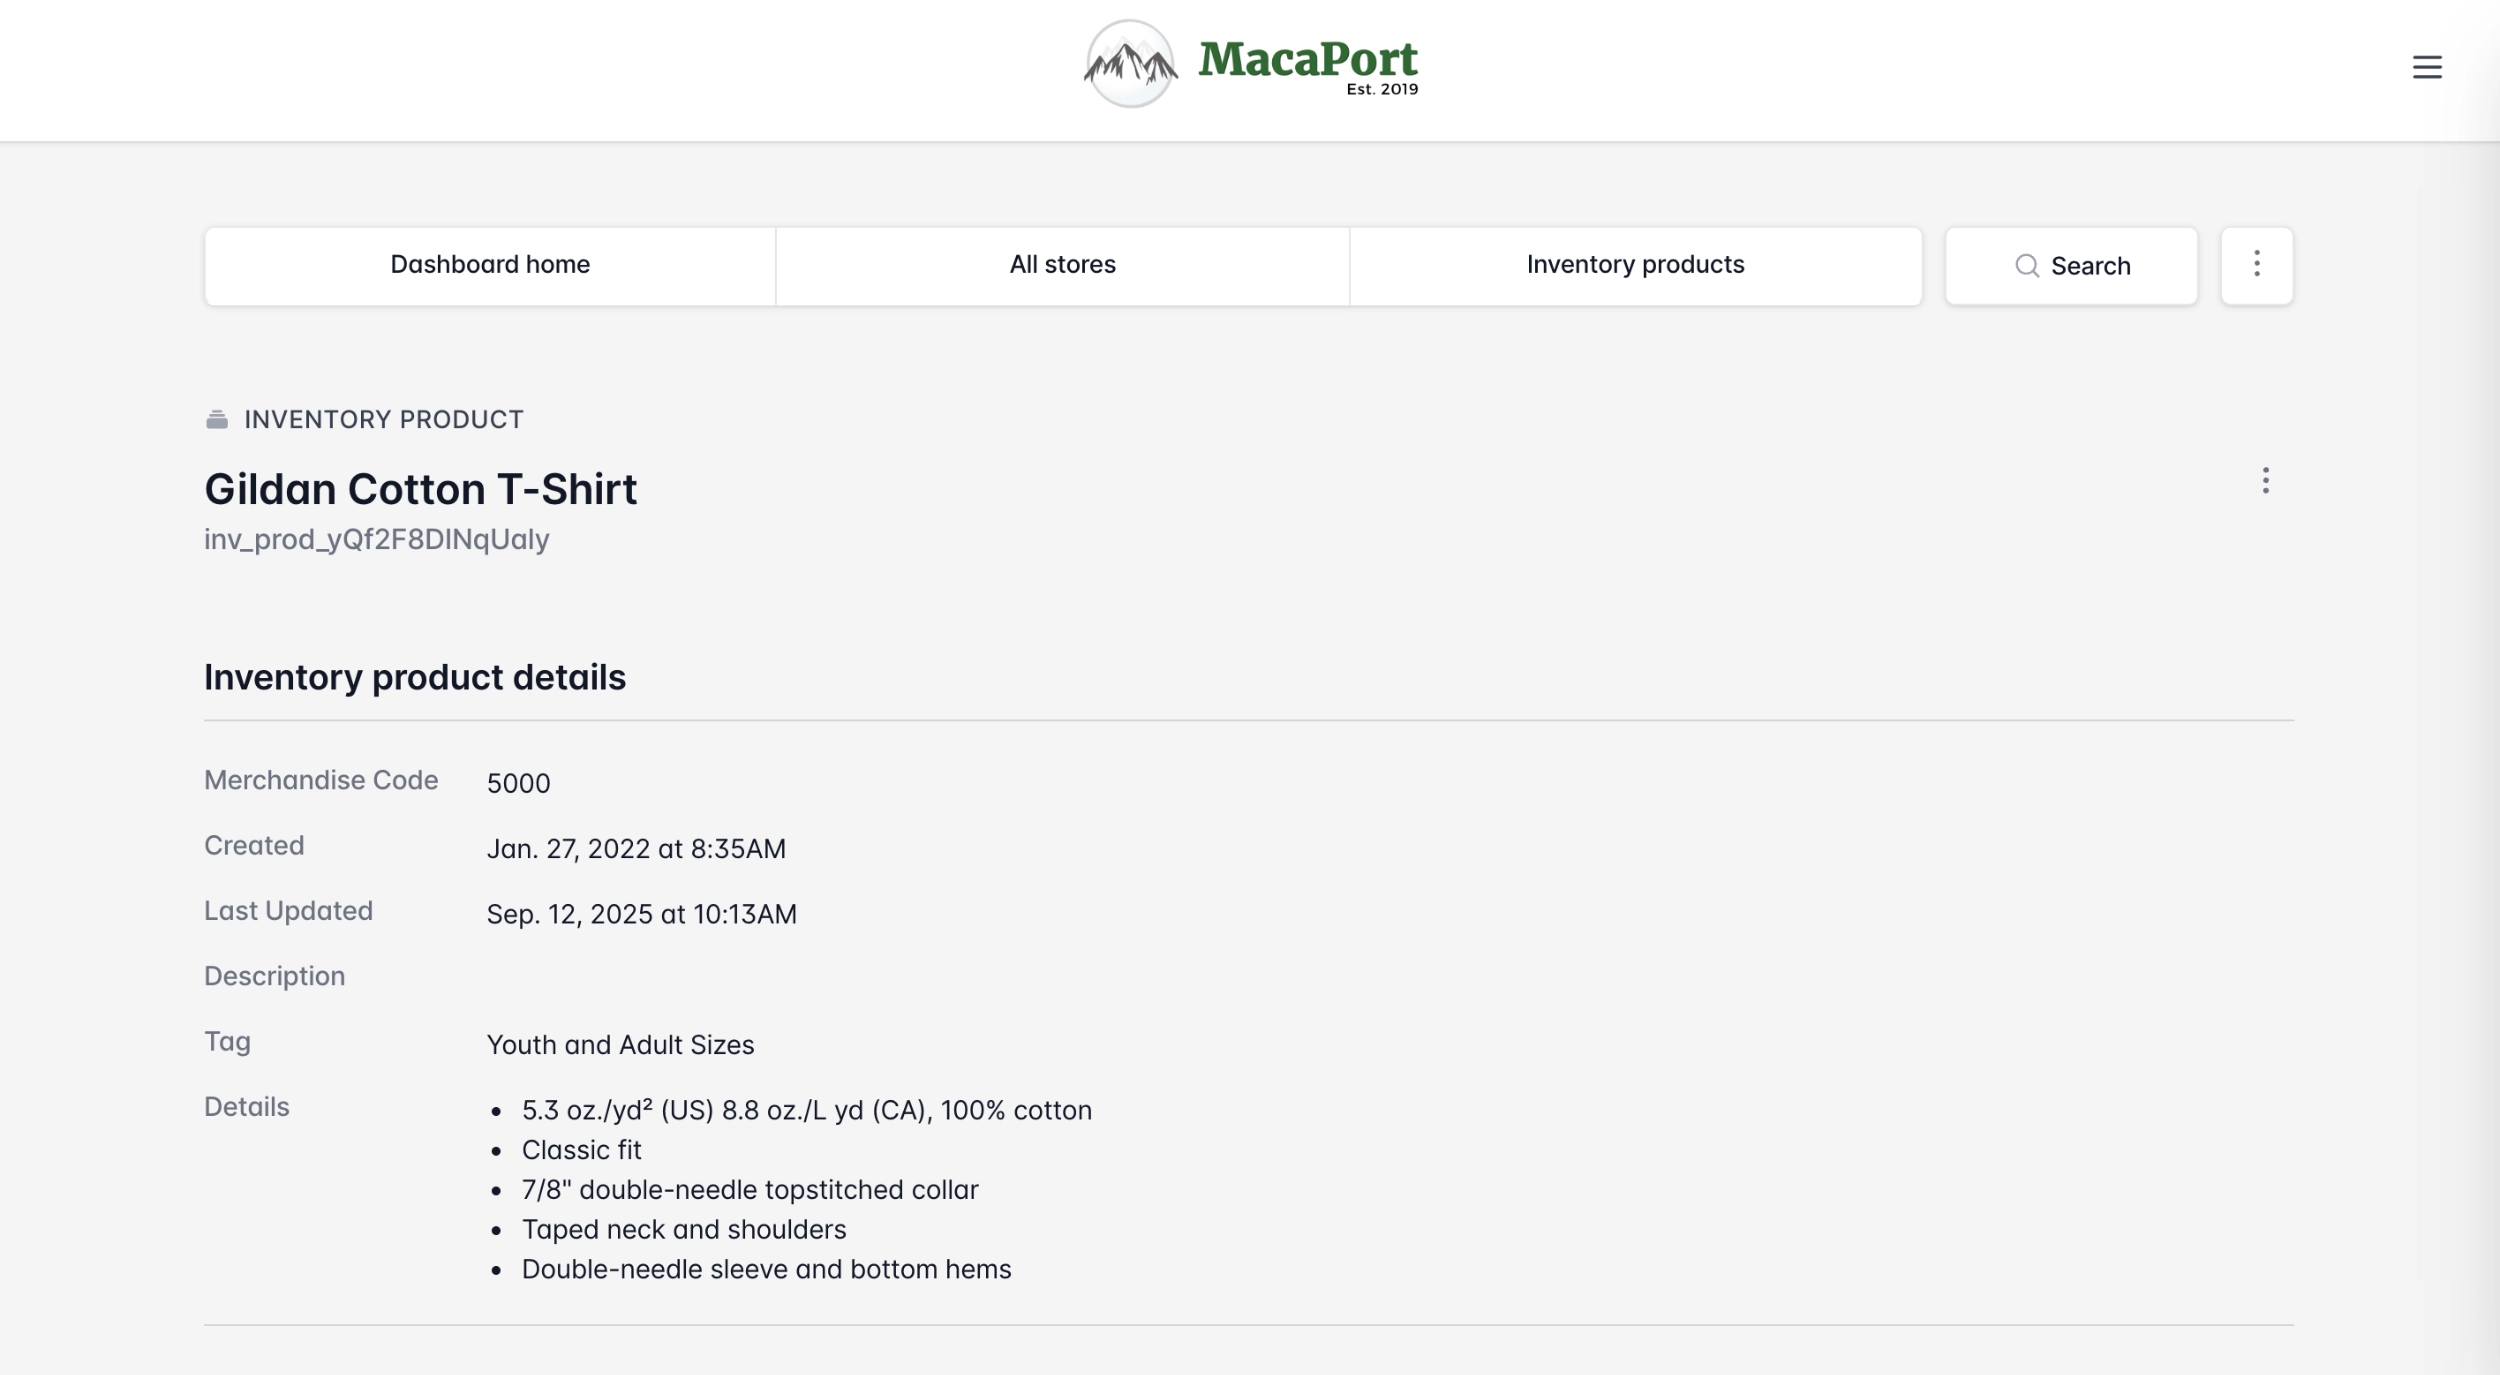 MacaPort
Est. 2019
Dashboard home
All stores
Inventory products
Search
INVENTORY PRODUCT
Gildan Cotton T-Shirt
inv_prod_yQf2F8DINqUaly
Inventory product details
Merchandise Code 5000
Created Jan. 27, 2022 at 8:35AM
Last Updated Sep. 12, 2025 at 10:13AM
Description
Tag Youth and Adult Sizes
Details
• 5.3 oz./yd² (US) 8.8 oz./L yd (CA), 100% cotton
• Classic fit
• 7/8" double-needle topstitched collar
• Taped neck and shoulders
• Double-needle sleeve and bottom hems